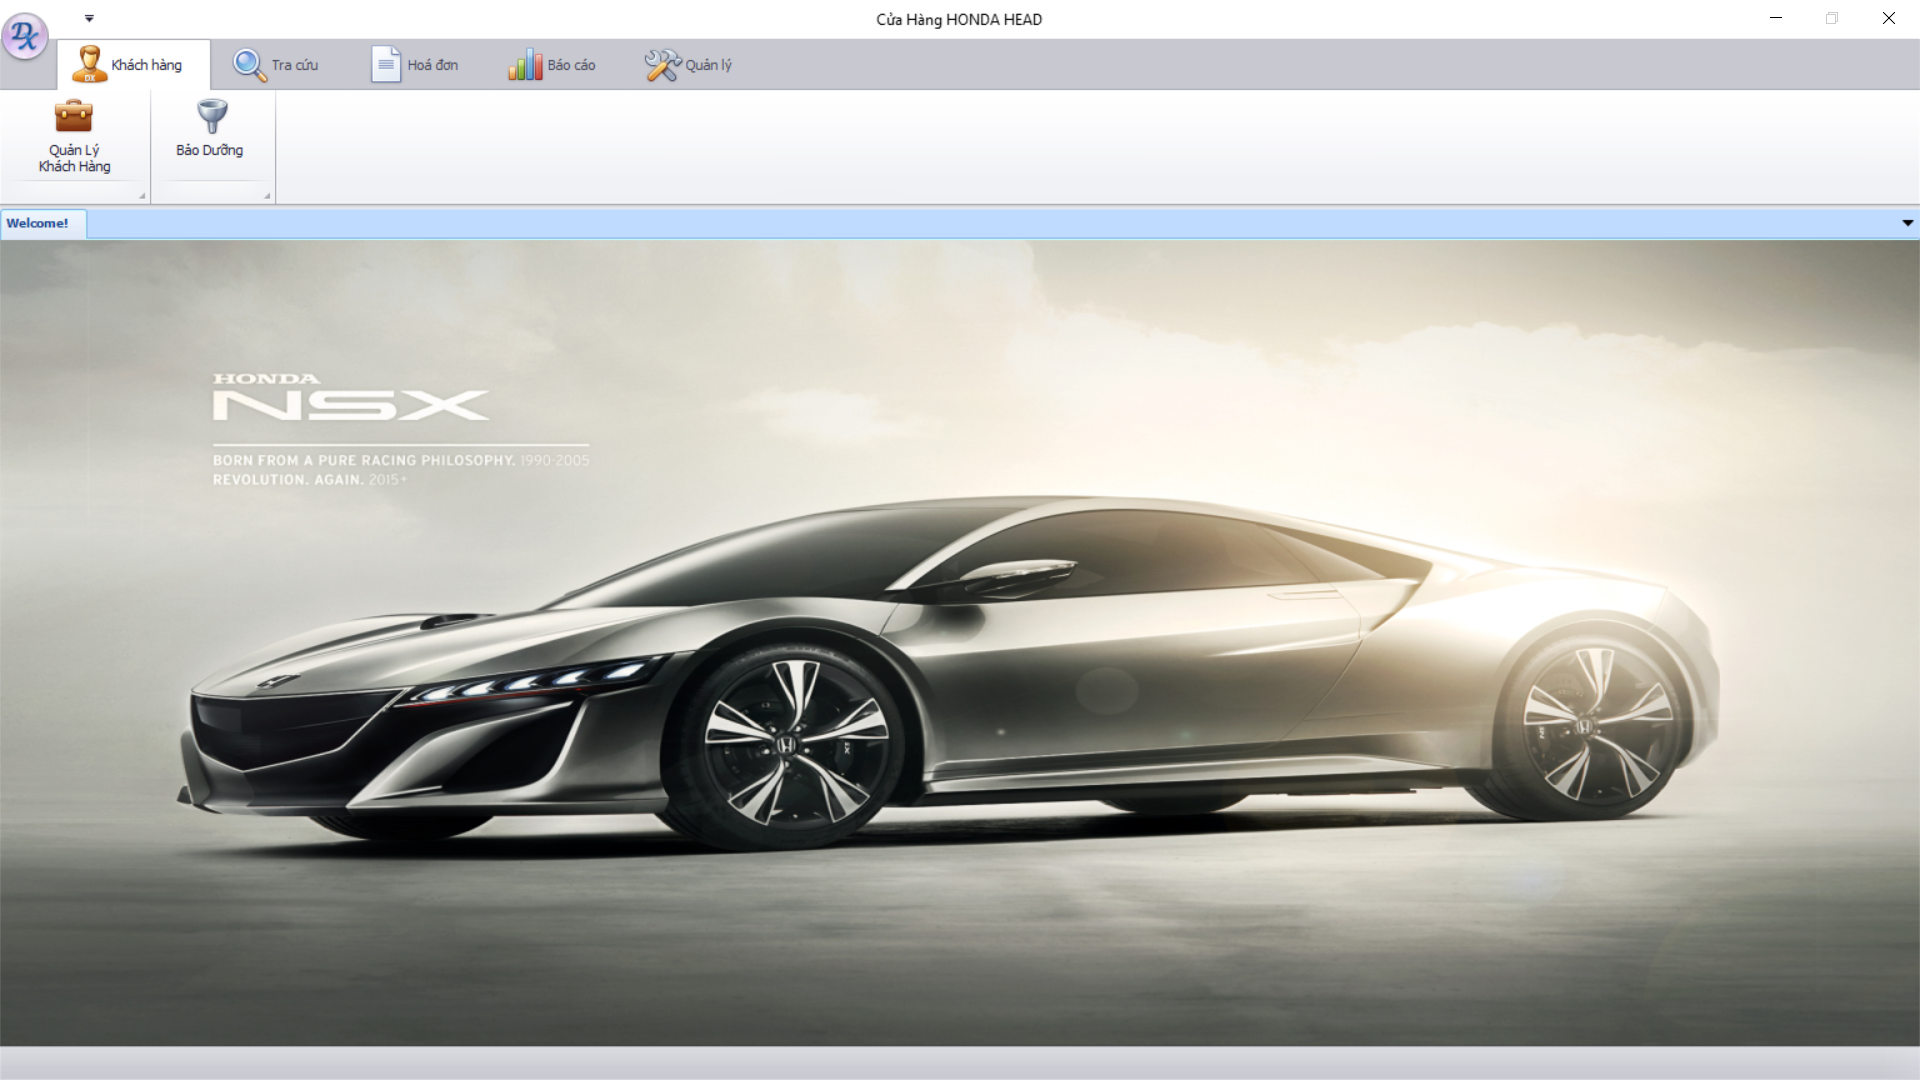 Cửa Hàng HONDA HEAD
Khách hàng
Tra cứu
Hoá đơn
Báo cáo
Quản lý
Quản Lý
Khách Hàng
Bảo Dưỡng
Welcome!
HONDA
NSX
BORN FROM A PURE RACING PHILOSOPHY. 1990-2005
REVOLUTION. AGAIN. 2015+